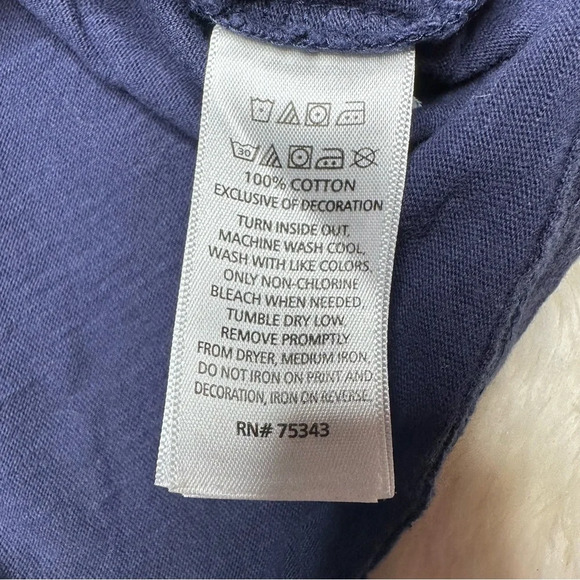 30
100% COTTON
EXCLUSIVE OF DECORATION
TURN INSIDE OUT,
MACHINE WASH COOL,
WASH WITH LIKE COLORS,
ONLY NON-CHLORINE
BLEACH WHEN NEEDED,
TUMBLE DRY LOW,
REMOVE PROMPTLY
FROM DRYER, MEDIUM IRON,
DO NOT IRON ON PRINT AND
DECORATION, IRON ON REVERSE.
RN# 75343